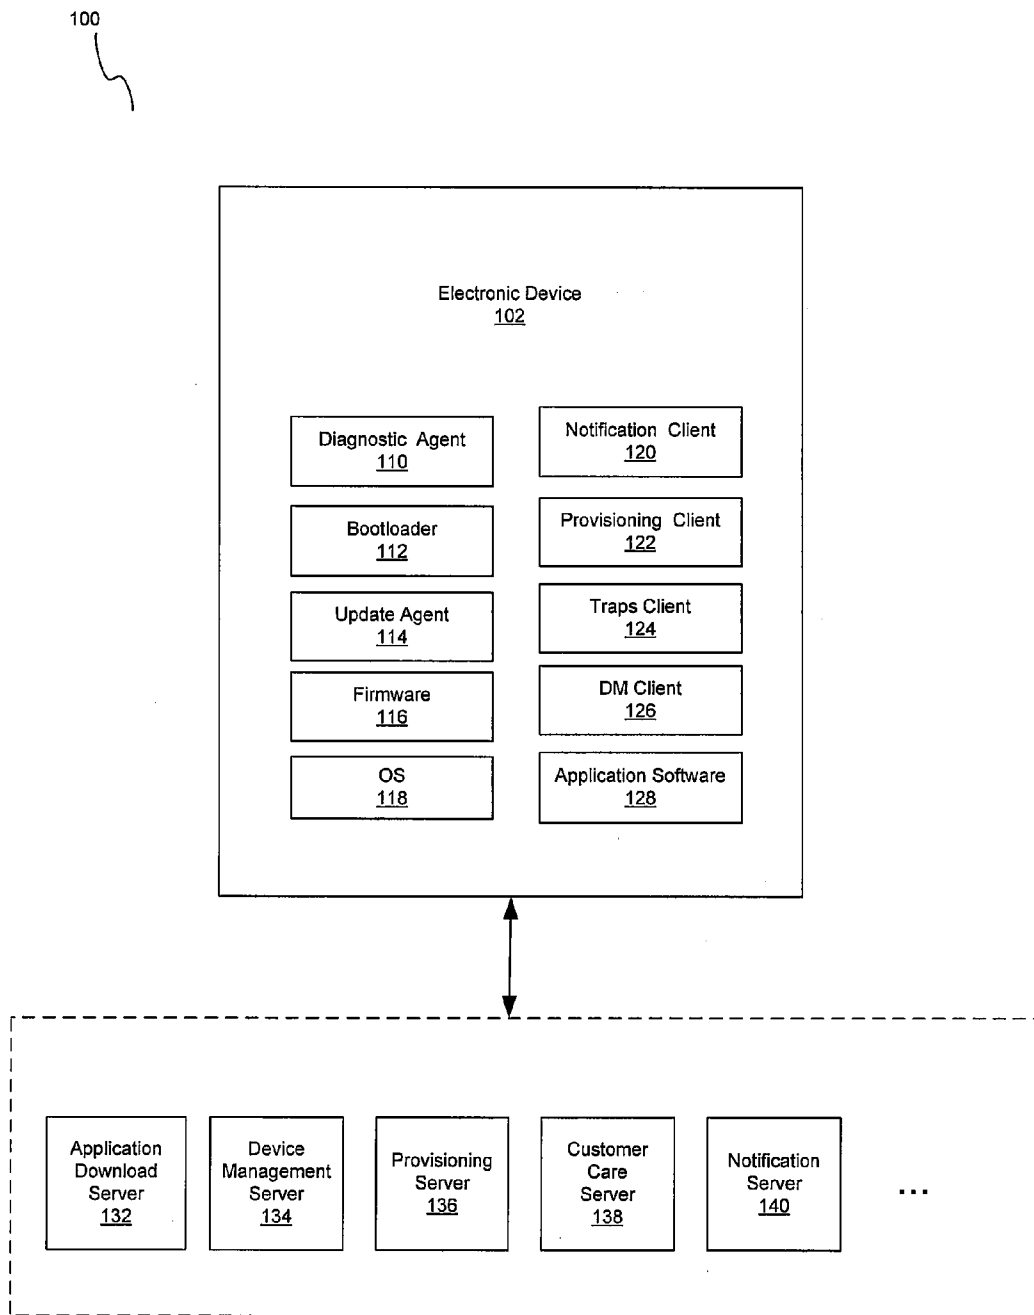 100
Electronic Device
102
Diagnostic Agent
110
Notification Client
120
Bootloader
112
Provisioning Client
122
Update Agent
114
Traps Client
124
Firmware
116
DM Client
126
OS
118
Application Software
128
Application
Download
Server
132
Device
Management
Server
134
Provisioning
Server
136
Customer
Care
Server
138
Notification
Server
140
...